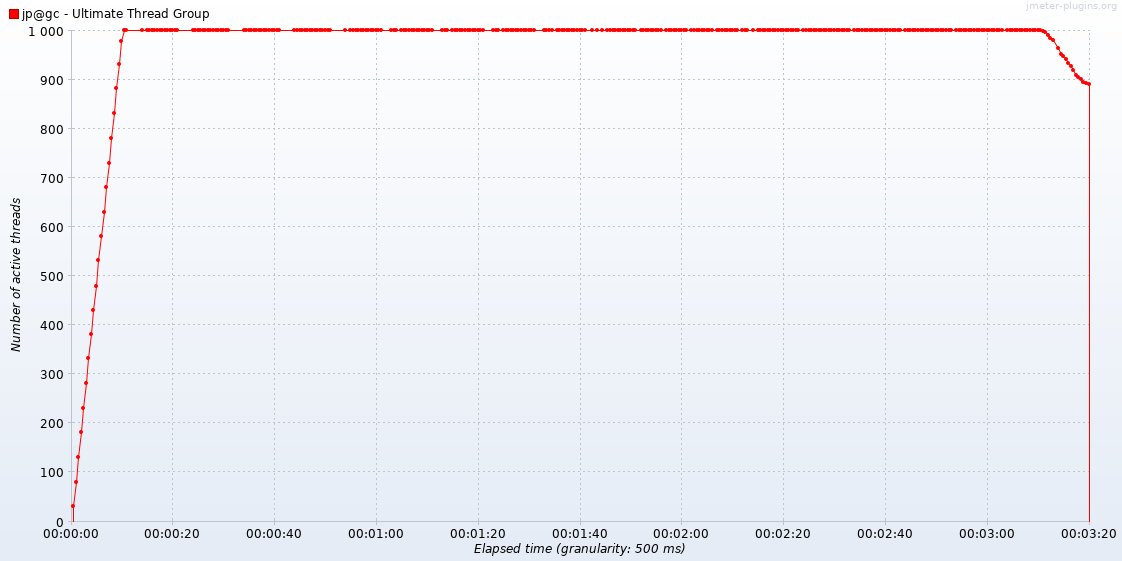 jmeter-plugins.org
jp@gc - Ultimate Thread Group
1 000
900
800
700
600
500
400
300
200
100
0
Number of active threads
00:00:00 00:00:20 00:00:40 00:01:00 00:01:20 00:01:40 00:02:00 00:02:20 00:02:40 00:03:00 00:03:20
Elapsed time (granularity: 500 ms)